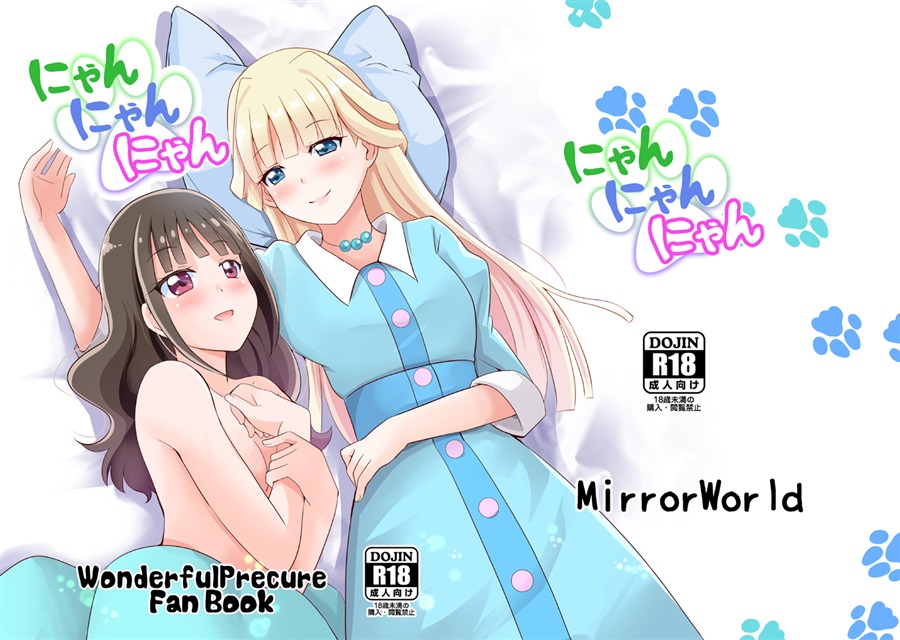 にゃん
にゃん
にゃん
WonderfulPrecure
Fan Book
DOJIN
R18
成人向け
18歳未満の
購入・閲覧禁止
にゃん
にゃん
にゃん
DOJIN
R18
成人向け
18歳未満の
購入・閲覧禁止
MirrorWorld